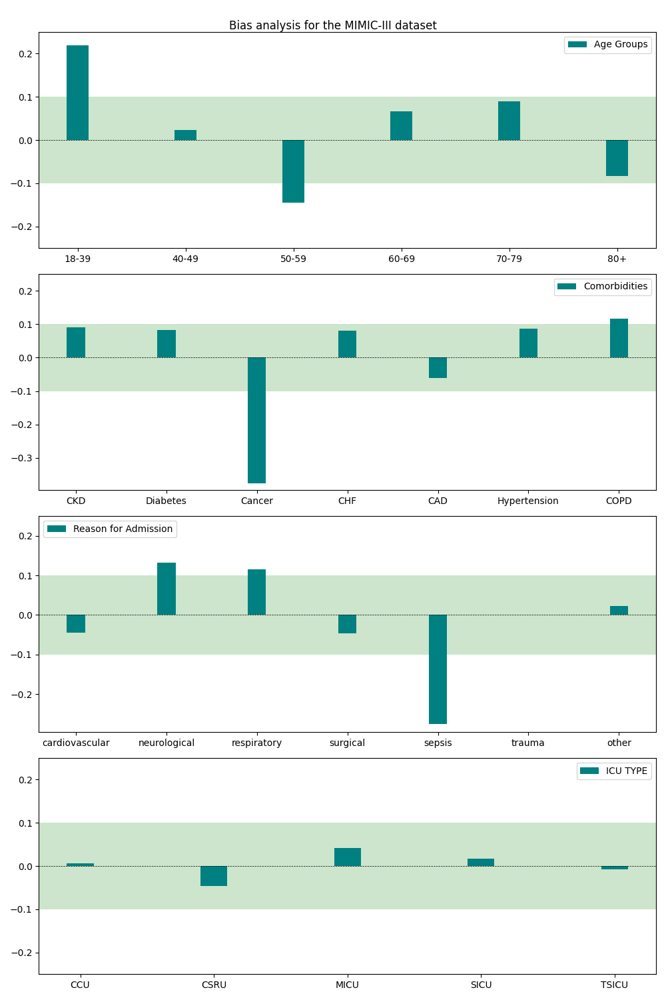 Bias analysis for the MIMIC-III dataset
Age Groups
0.2
0.1
0.0
−0.1
−0.2
18-39 40-49 50-59 60-69 70-79 80+
Comorbidities
0.2
0.1
0.0
−0.1
−0.2
−0.3
CKD Diabetes Cancer CHF CAD Hypertension COPD
Reason for Admission
0.2
0.1
0.0
−0.1
−0.2
cardiovascular neurological respiratory surgical sepsis trauma other
ICU TYPE
0.2
0.1
0.0
−0.1
−0.2
CCU CSRU MICU SICU TSICU